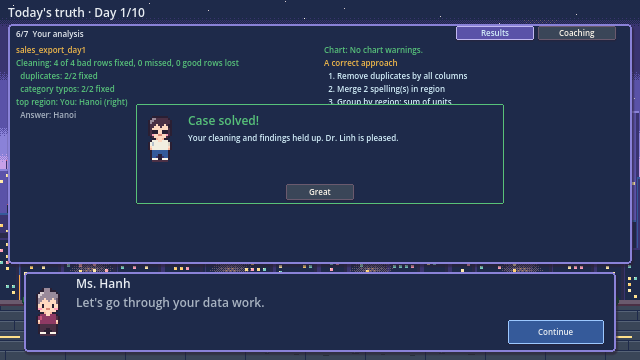 Today's truth · Day 1/10
6/7 Your analysis
Results
Coaching
sales_export_day1
Cleaning: 4 of 4 bad rows fixed, 0 missed, 0 good rows lost
duplicates: 2/2 fixed
category typos: 2/2 fixed
top region: You: Hanoi (right)
Answer: Hanoi
Chart: No chart warnings.
A correct approach
1. Remove duplicates by all columns
2. Merge 2 spelling(s) in region
3. Group by region: sum of units
Case solved!
Your cleaning and findings held up. Dr. Linh is pleased.
Great
Ms. Hanh
Let's go through your data work.
Continue